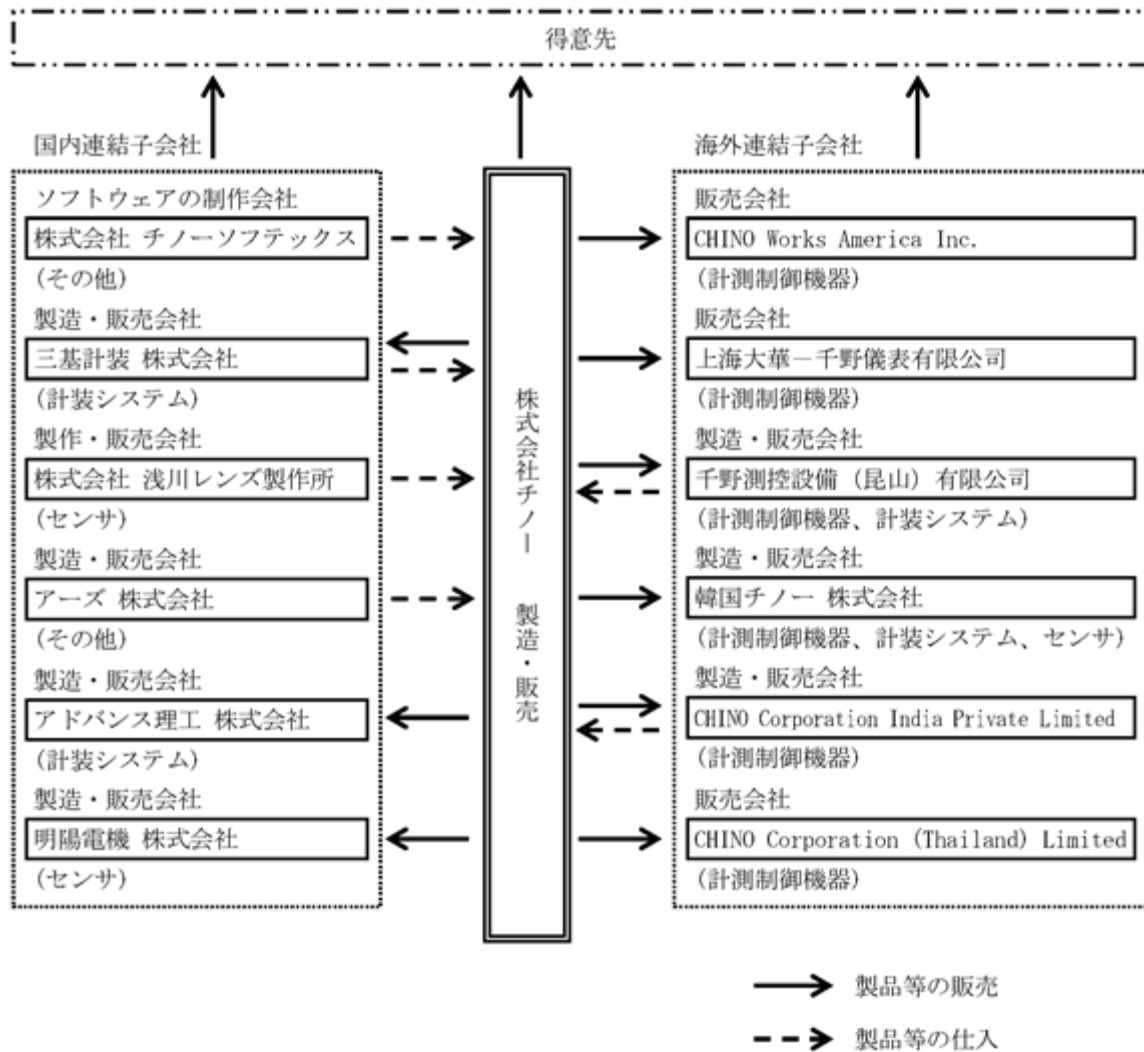 得意先
国内連結子会社
ソフトウェアの制作会社
株式会社 チノーソフテックス
(その他)
製造・販売会社
三基計装 株式会社
(計装システム)
製作・販売会社
株式会社 浅川レンズ製作所
(センサ)
製造・販売会社
アーズ 株式会社
(その他)
製造・販売会社
アドバンス理工 株式会社
(計装システム)
製造・販売会社
明陽電機 株式会社
(センサ)
株式会社チノー 製造・販売
海外連結子会社
販売会社
CHINO Works America Inc.
(計測制御機器)
販売会社
上海大華－千野儀表有限公司
(計測制御機器)
製造・販売会社
千野測控設備 (昆山) 有限公司
(計測制御機器、計装システム)
製造・販売会社
韓国チノー 株式会社
(計測制御機器、計装システム、センサ)
製造・販売会社
CHINO Corporation India Private Limited
(計測制御機器)
販売会社
CHINO Corporation (Thailand) Limited
(計測制御機器)
製品等の販売
製品等の仕入